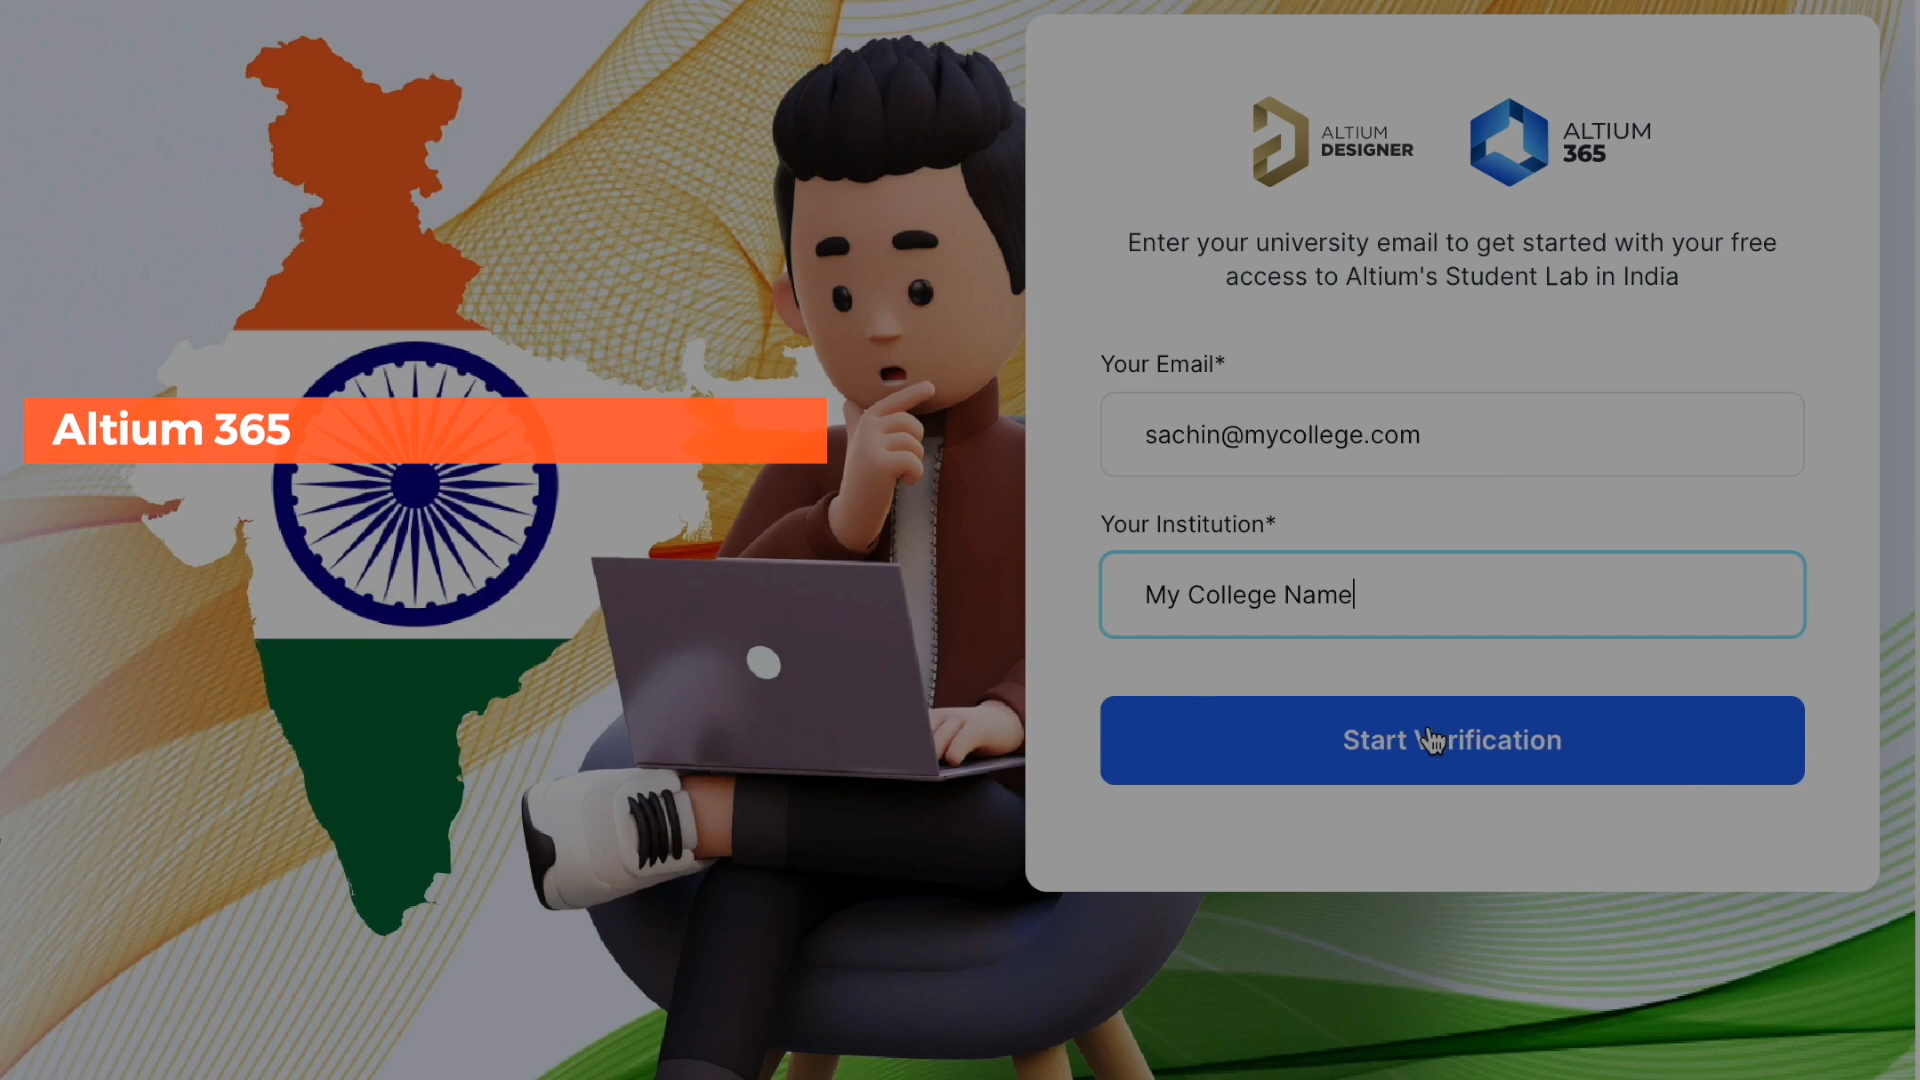 Altium 365
ALTIUM
DESIGNER
ALTIUM
365
Enter your university email to get started with your free
access to Altium's Student Lab in India
Your Email*
sachin@mycollege.com
Your Institution*
My College Name
Start Verification